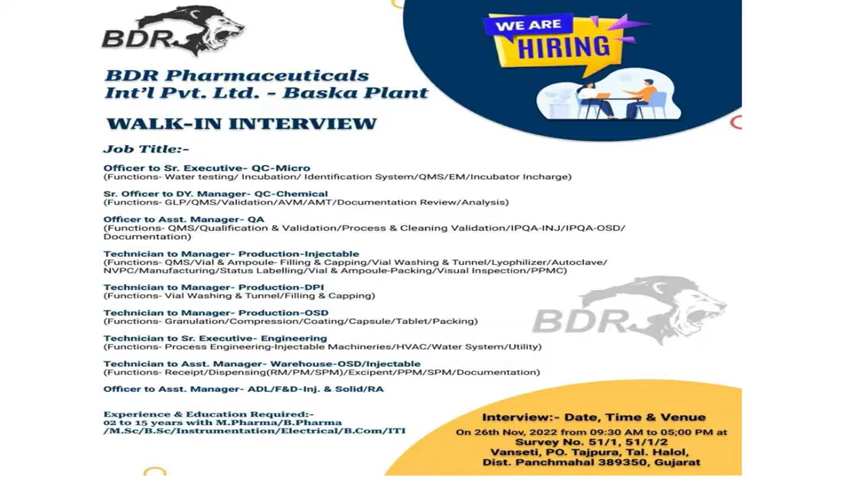 BDR
WE ARE
HIRING
BDR Pharmaceuticals
Int'l Pvt. Ltd. - Baska Plant
WALK-IN INTERVIEW
Job Title:-
Officer to Sr. Executive- QC-Micro
(Functions- Water testing/ Incubation/ Identification System/QMS/EM/Incubator Incharge)
Sr. Officer to DY. Manager- QC-Chemical
(Functions- GLP/QMS/Validation/AVM/AMT/Documentation Review/Analysis)
Officer to Asst. Manager- QA
(Functions- QMS/Qualification & Validation/Process & Cleaning Validation/IPQA-INJ/IPQA-OSD/
Documentation)
Technician to Manager- Production-Injectable
(Functions- QMS/Vial & Ampoule- Filling & Capping/Vial Washing & Tunnel/Lyophilizer/Autoclave/
NVPC/Manufacturing/Status Labelling/Vial & Ampoule-Packing/Visual Inspection/PPMC)
Technician to Manager- Production-DPI
(Functions- Vial Washing & Tunnel/Filling & Capping)
Technician to Manager- Production-OSD
(Functions- Granulation/Compression/Coating/Capsule/Tablet/Packing)
Technician to Sr. Executive- Engineering
(Functions- Process Engineering-Injectable Machineries/HVAC/Water System/Utility)
Technician to Asst. Manager- Warehouse-OSD/Injectable
(Functions- Receipt/Dispensing(RM/PM/SPM)/Excipent/PPM/SPM/Documentation)
Officer to Asst. Manager- ADL/F&D-Inj. & Solid/RA
BDR
Experience & Education Required:-
02 to 15 years with M.Pharma/B.Pharma
/M.Sc/B.Sc/Instrumentation/Electrical/B.Com/ITI
Interview:- Date, Time & Venue
On 26th Nov, 2022 from 09:30 AM to 05:00 PM at
Survey No. 51/1, 51/1/2
Vanseti, PO. Tajpura, Tal. Halol,
Dist. Panchmahal 389350, Gujarat